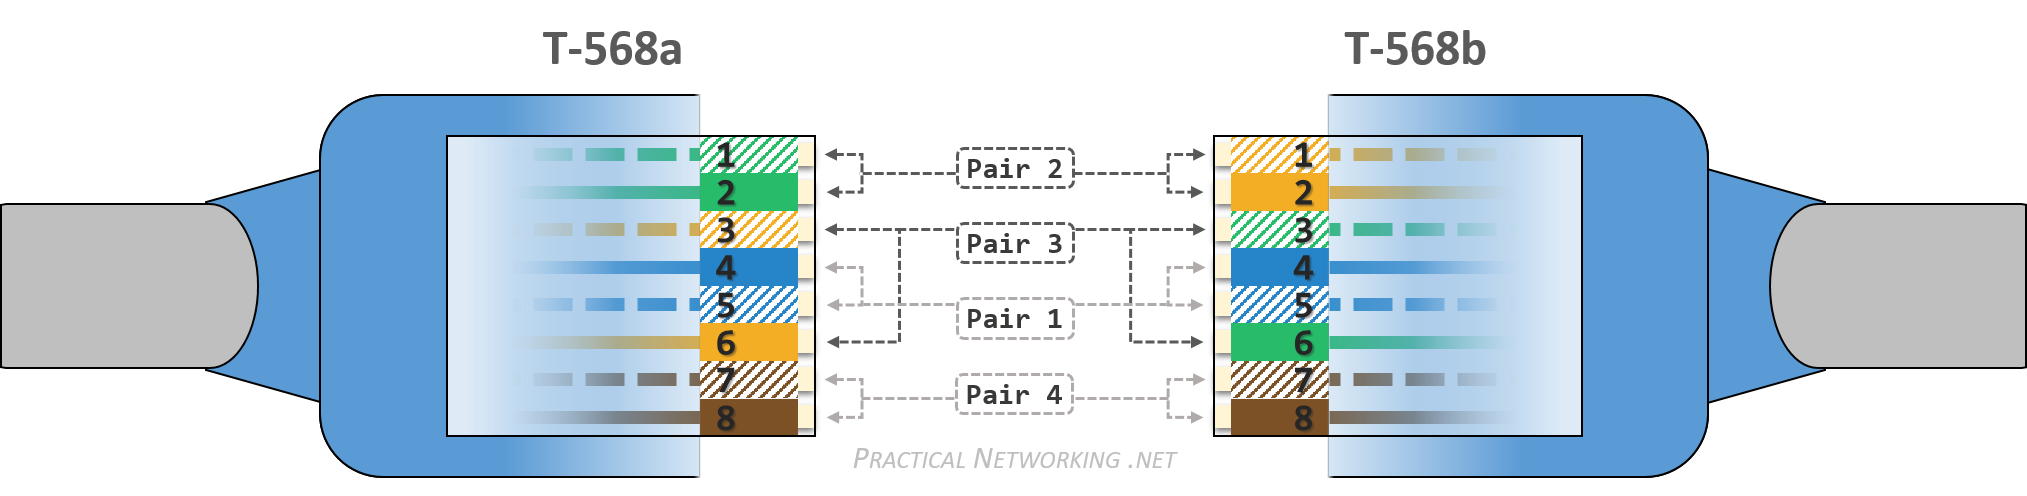 T-568a
T-568b
1
2
3
4
5
6
7
8
Pair 2
Pair 3
Pair 1
Pair 4
1
2
3
4
5
6
7
8
PRACTICAL NETWORKING .NET